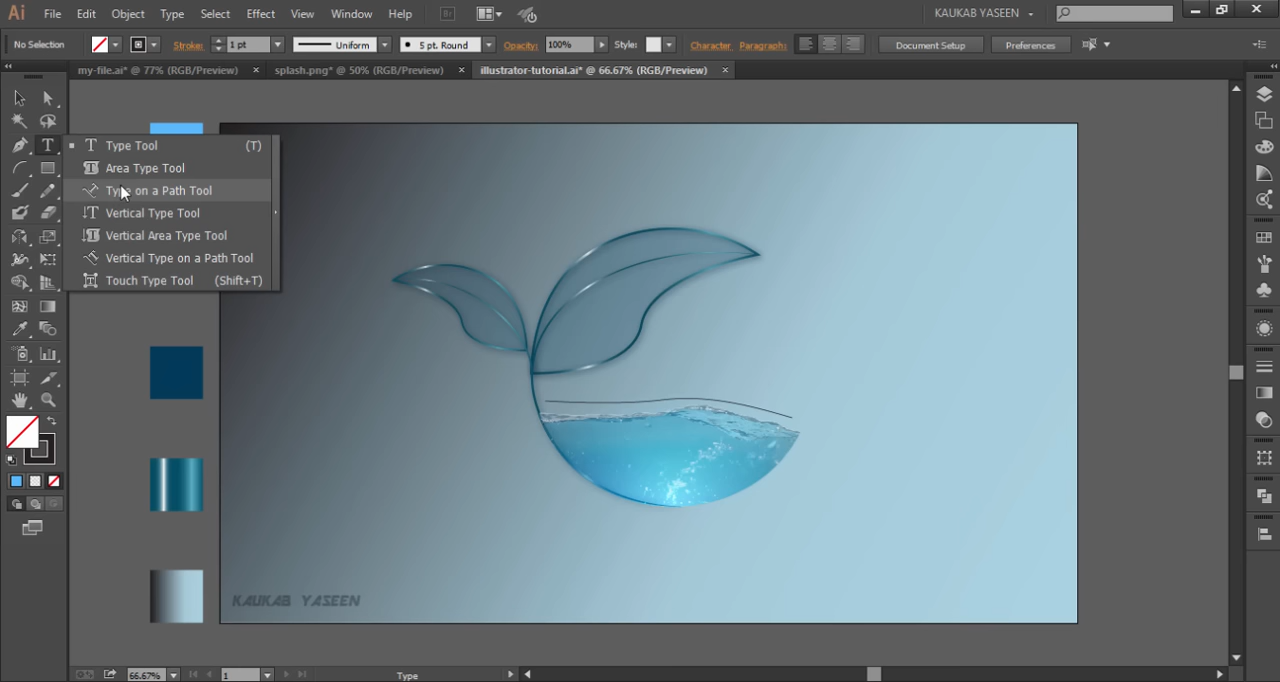 Ai File Edit Object Type Select Effect View Window Help Br KAUKAB YASEEN
No Selection Stroke: 1 pt Uniform 5 pt. Round Opacity: 100% Style: Character Paragraph: Document Setup Preferences
my-file.ai* @ 77% (RGB/Preview) × splash.png* @ 50% (RGB/Preview) × illustrator-tutorial.ai* @ 66.67% (RGB/Preview) ×
Type Tool (T)
Area Type Tool
Type on a Path Tool
Vertical Type Tool
Vertical Area Type Tool
Vertical Type on a Path Tool
Touch Type Tool (Shift+T)
KAUKAB YASEEN
66.67% 1 Type